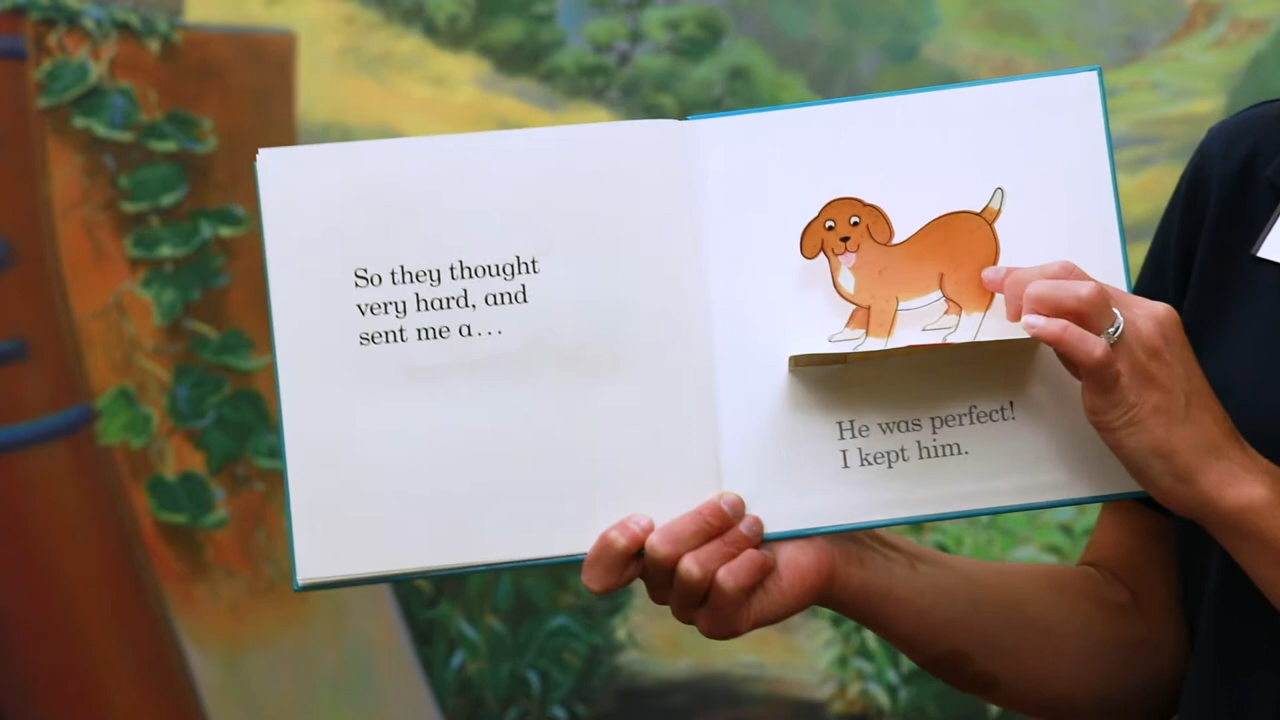 So they thought
very hard, and
sent me a...
He was perfect!
I kept him.